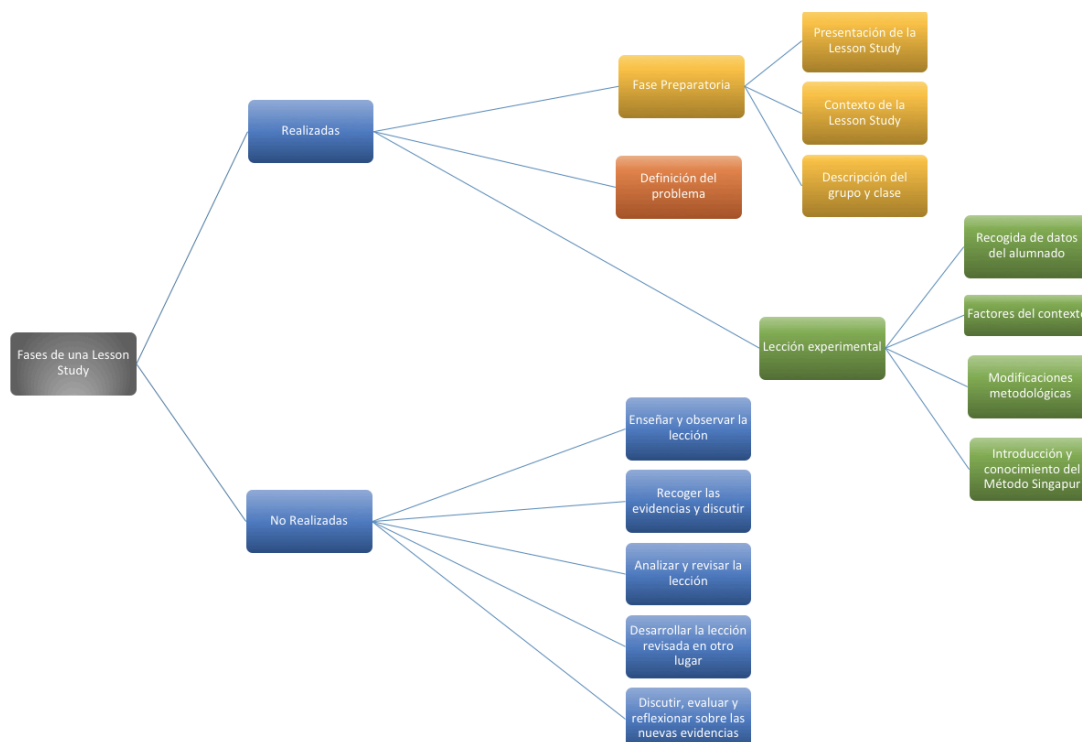 Fases de una Lesson
Study
Realizadas
Fase Preparatoria
Presentación de la
Lesson Study
Contexto de la
Lesson Study
Descripción del
grupo y clase
Definición del
problema
Lección experimental
Recogida de datos
del alumnado
Factores del contexto
Modificaciones
metodológicas
Introducción y
conocimiento del
Método Singapur
No Realizadas
Enseñar y observar la
lección
Recoger las
evidencias y discutir
Analizar y revisar la
lección
Desarrollar la lección
revisada en otro
lugar
Discutir, evaluar y
reflexionar sobre las
nuevas evidencias